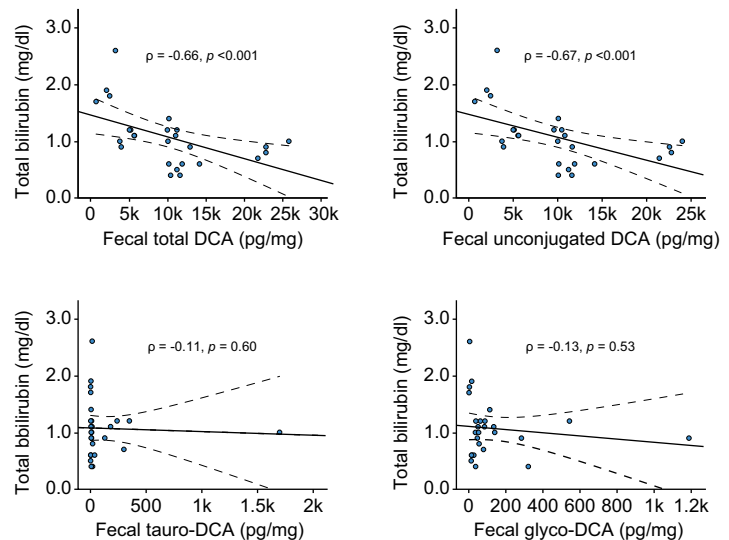 3.0
2.0
1.0
0.0
Total bilirubin (mg/dl)
ρ = -0.66, p <0.001
0 5k 10k 15k 20k 25k 30k
Fecal total DCA (pg/mg)
3.0
2.0
1.0
0.0
Total bilirubin (mg/dl)
ρ = -0.67, p <0.001
0 5k 10k 15k 20k 25k
Fecal unconjugated DCA (pg/mg)
3.0
2.0
1.0
0.0
Total bbilirubin (mg/dl)
ρ = -0.11, p = 0.60
0 500 1k 1.5k 2k
Fecal tauro-DCA (pg/mg)
3.0
2.0
1.0
0.0
Total bilirubin (mg/dl)
ρ = -0.13, p = 0.53
0 200 400 600 800 1k 1.2k
Fecal glyco-DCA (pg/mg)